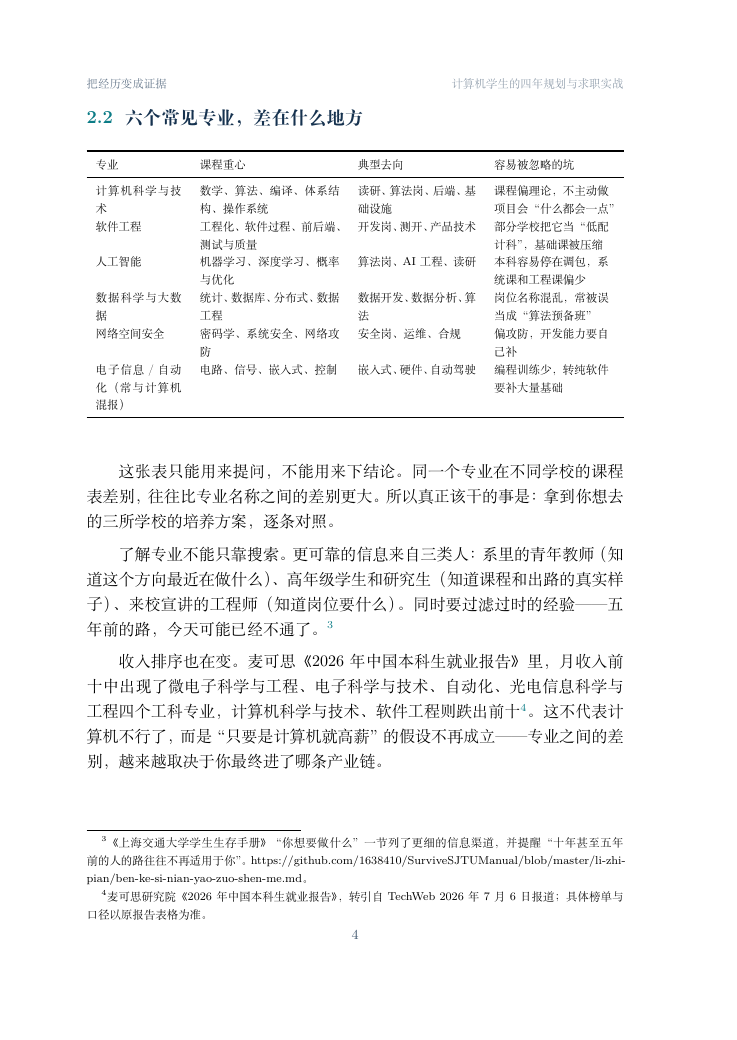 把经历变成证据
计算机学生的四年规划与求职实战
2.2 六个常见专业，差在什么地方
专业 课程重心 典型去向 容易被忽略的坑
计算机科学与技 数学、算法、编译、体系结 读研、算法岗、后端、基 课程偏理论，不主动做
术 构、操作系统 础设施 项目会“什么都会一点”
软件工程 工程化、软件过程、前后端、 开发岗、测开、产品技术 部分学校把它当“低配
测试与质量 计科”，基础课被压缩
人工智能 机器学习、深度学习、概率 算法岗、AI 工程、读研 本科容易停在调包，系
与优化 统课和工程课偏少
数据科学与大数 统计、数据库、分布式、数据 数据开发、数据分析、算 岗位名称混乱，常被误
据 工程 法 当成“算法预备班”
网络空间安全 密码学、系统安全、网络攻 安全岗、运维、合规 偏攻防，开发能力要自
防 己补
电子信息 / 自动 电路、信号、嵌入式、控制 嵌入式、硬件、自动驾驶 编程训练少，转纯软件
化（常与计算机 要补大量基础
混报）
这张表只能用来提问，不能用来下结论。同一个专业在不同学校的课程
表差别，往往比专业名称之间的差别更大。所以真正该干的事是：拿到你想去
的三所学校的培养方案，逐条对照。
了解专业不能只靠搜索。更可靠的信息来自三类人：系里的青年教师（知
道这个方向最近在做什么）、高年级学生和研究生（知道课程和出路的真实样
子）、来校宣讲的工程师（知道岗位要什么）。同时要过滤过时的经验——五
年前的路，今天可能已经不通了。3
收入排序也在变。麦可思《2026 年中国本科生就业报告》里，月收入前
十中出现了微电子科学与工程、电子科学与技术、自动化、光电信息科学与
工程四个工科专业，计算机科学与技术、软件工程则跌出前十4。这不代表计
算机不行了，而是“只要是计算机就高薪”的假设不再成立——专业之间的差
别，越来越取决于你最终进了哪条产业链。
3《上海交通大学学生生存手册》“你想要做什么”一节列了更细的信息渠道，并提醒“十年甚至五年
前的人的路往往不再适用于你”。https://github.com/1638410/SurviveSJTUManual/blob/master/li-zhi-
pian/ben-ke-si-nian-yao-zuo-shen-me.md。
4麦可思研究院《2026 年中国本科生就业报告》，转引自 TechWeb 2026 年 7 月 6 日报道；具体榜单与
口径以原报告表格为准。
4